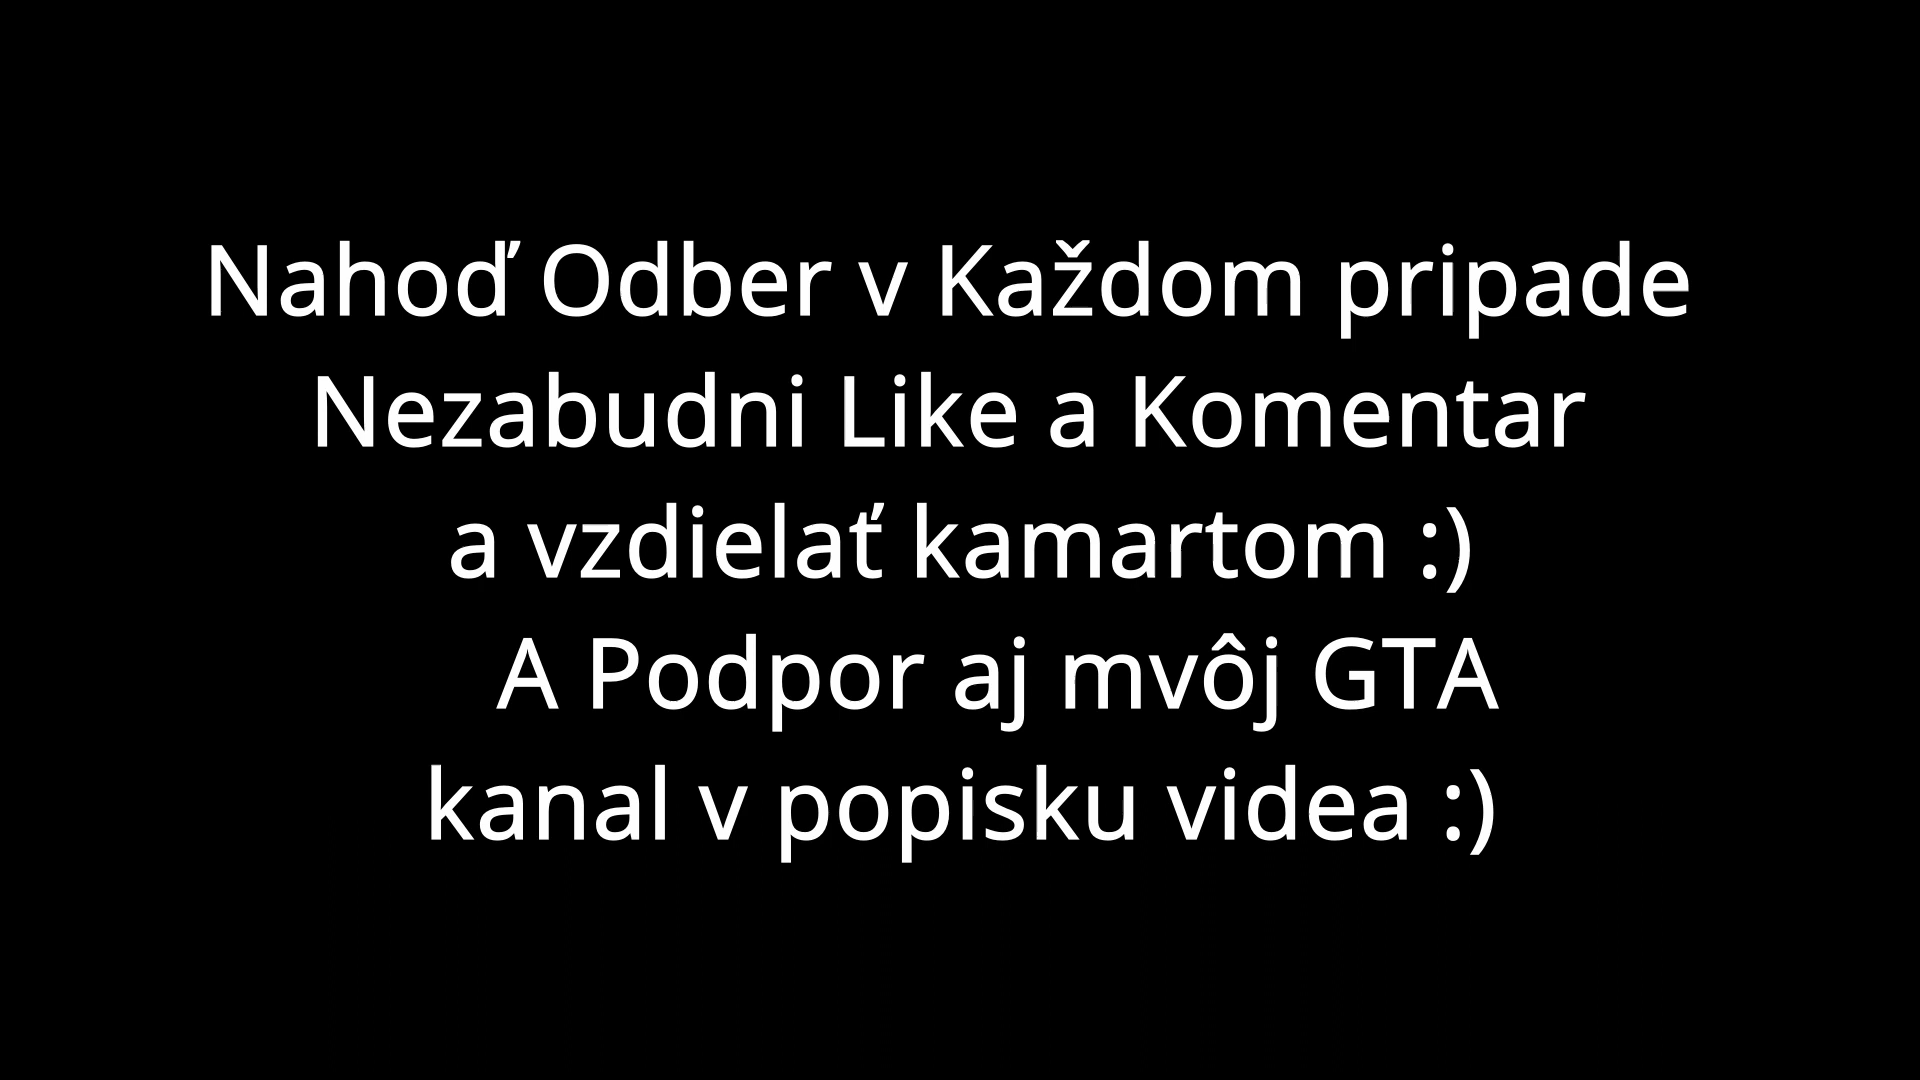 Nahoď Odber v Každom pripade
Nezabudni Like a Komentar
a vzdielať kamartom :)
A Podpor aj mvôj GTA
kanal v popisku videa :)